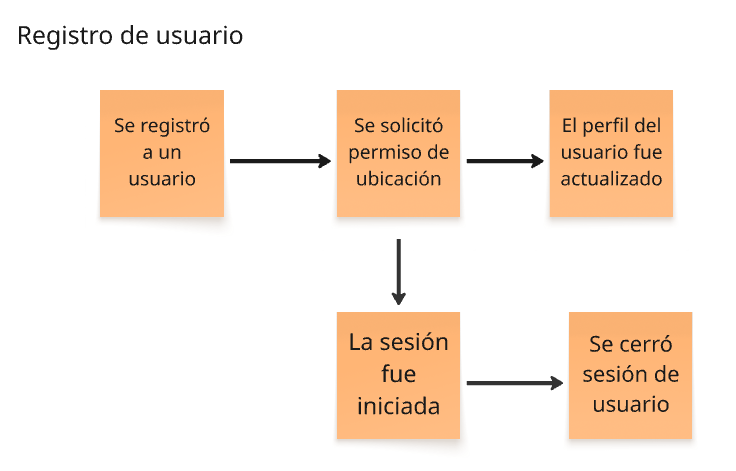 Registro de usuario
Se registró
a un
usuario
Se solicitó
permiso de
ubicación
El perfil del
usuario fue
actualizado
La sesión
fue
iniciada
Se cerró
sesión de
usuario